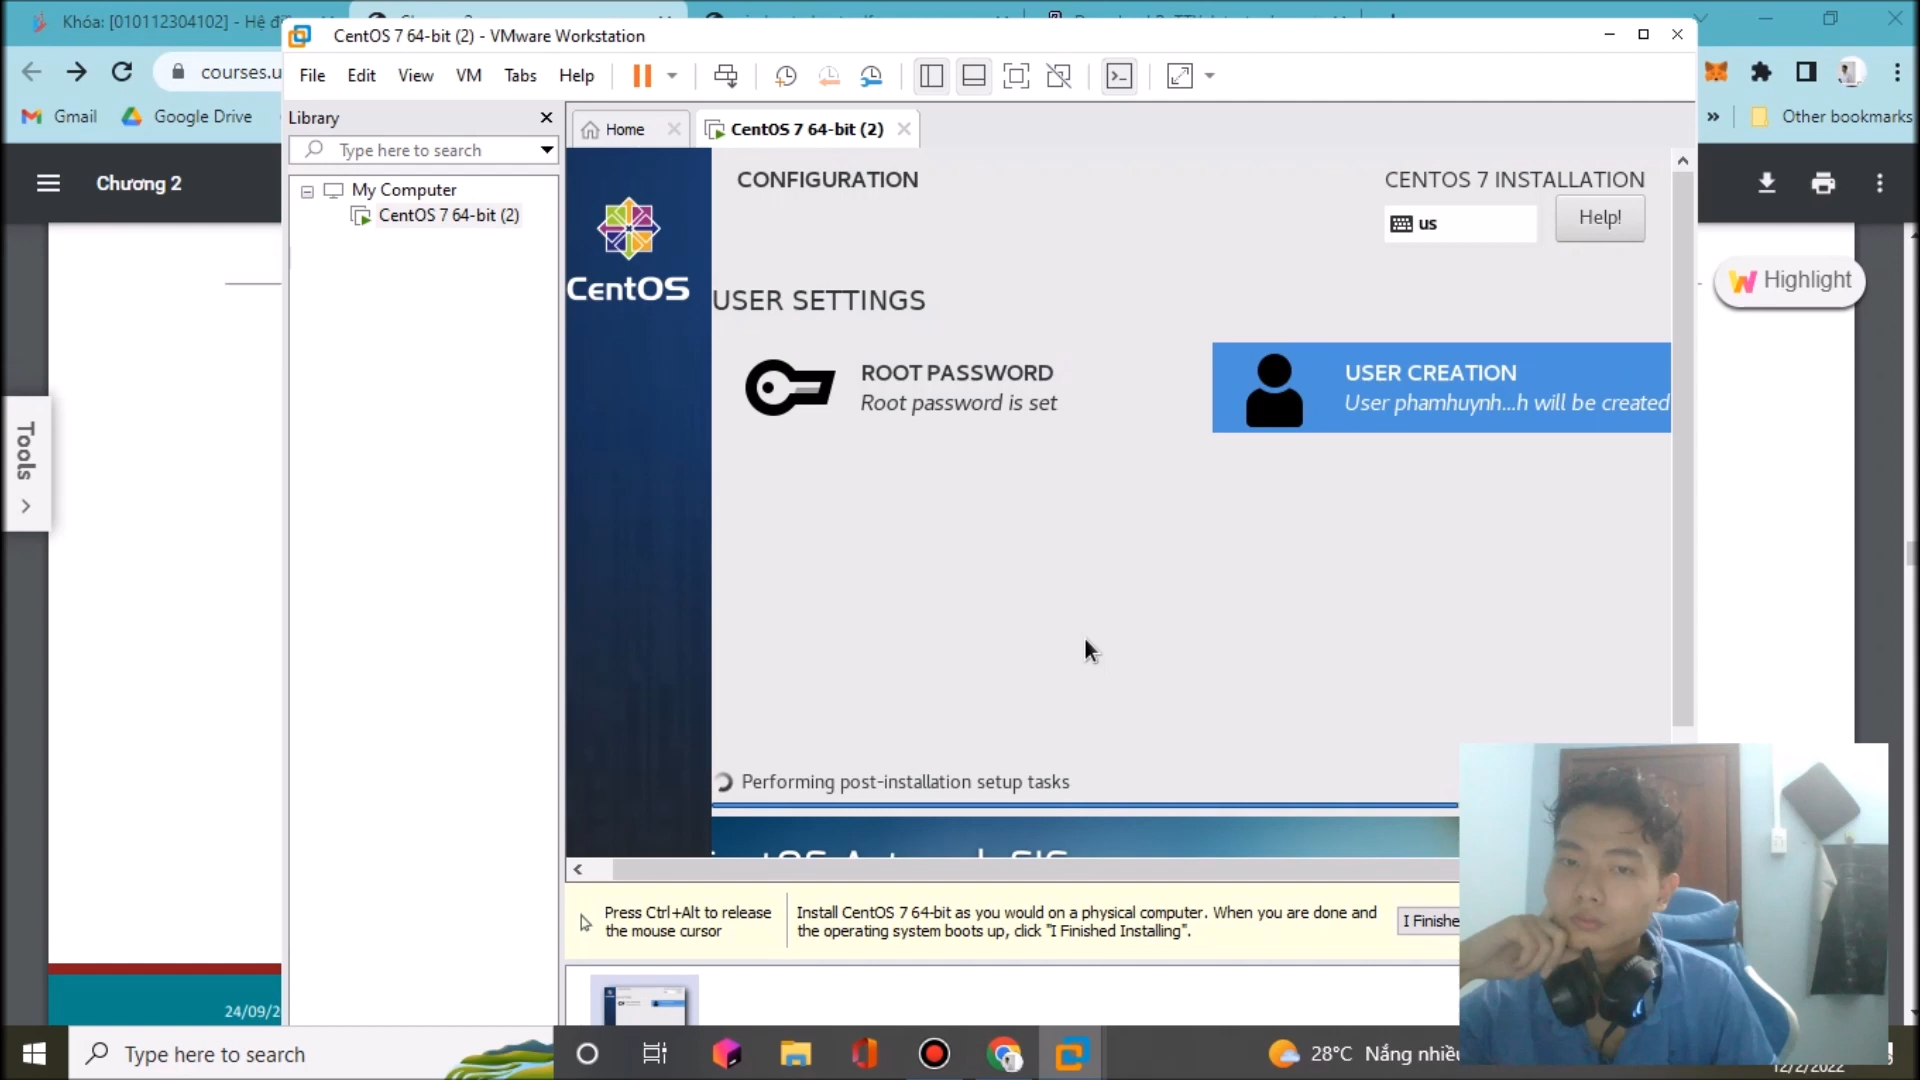 Khóa: [010112304102] - Hệ đi
CentOS 7 64-bit (2) - VMware Workstation
courses.u
File Edit View VM Tabs Help
Gmail Google Drive
» Other bookmarks
Library
Type here to search
Home CentOS 7 64-bit (2)
Chương 2
My Computer
CentOS 7 64-bit (2)
CONFIGURATION
CENTOS 7 INSTALLATION
us
Help!
CentOS
USER SETTINGS
Highlight
ROOT PASSWORD
Root password is set
USER CREATION
User phamhuynh...h will be created
Tools
Performing post-installation setup tasks
Press Ctrl+Alt to release
the mouse cursor
Install CentOS 7 64-bit as you would on a physical computer. When you are done and
the operating system boots up, click "I Finished Installing".
I Finishe
24/09/2
Type here to search
28°C Nắng nhiề
12/2/2022